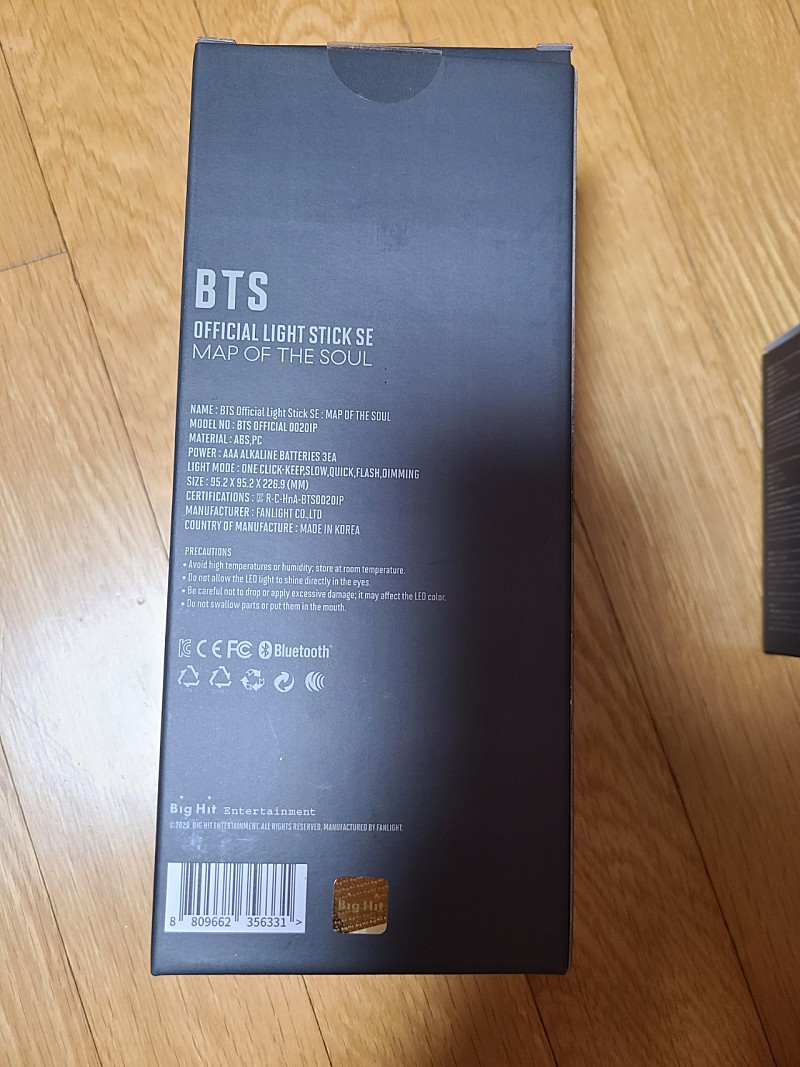 BTS
OFFICIAL LIGHT STICK SE
MAP OF THE SOUL
NAME : BTS Official Light Stick SE : MAP OF THE SOUL
MODEL NO : BTS OFFICIAL 00201P
MATERIAL : ABS,PC
POWER : AAA ALKALINE BATTERIES 3EA
LIGHT MODE : ONE CLICK-KEEP,SLOW,QUICK,FLASH,DIMMING
SIZE : 95.2 X 95.2 X 226.9 (MM)
CERTIFICATIONS : R-C-HnA-BTS00201P
MANUFACTURER : FANLIGHT CO.,LTD
COUNTRY OF MANUFACTURE : MADE IN KOREA
PRECAUTIONS
• Avoid high temperatures or humidity; store at room temperature.
• Do not allow the LED light to shine directly in the eyes.
• Be careful not to drop or apply excessive damage; it may affect the LED color.
• Do not swallow parts or put them in the mouth.
CE FC Bluetooth
Big Hit Entertainment
©2020. BIG HIT ENTERTAINMENT. ALL RIGHTS RESERVED. MANUFACTURED BY FANLIGHT.
8 809662 356331 >
Big Hit